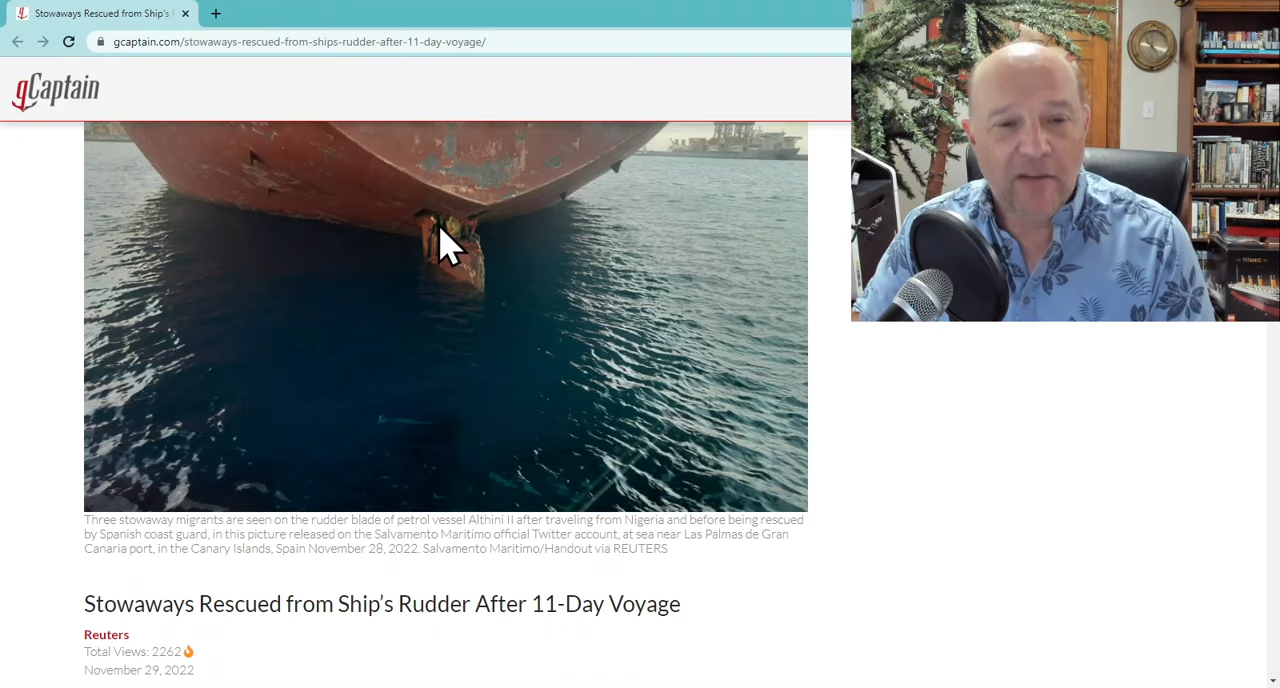 Stowaways Rescued from Ship's
gcaptain.com/stowaways-rescued-from-ships-rudder-after-11-day-voyage/
gCaptain
Three stowaway migrants are seen on the rudder blade of petrol vessel Althini II after traveling from Nigeria and before being rescued
by Spanish coast guard, in this picture released on the Salvamento Maritimo official Twitter account, at sea near Las Palmas de Gran
Canaria port, in the Canary Islands, Spain November 28, 2022. Salvamento Maritimo/Handout via REUTERS
Stowaways Rescued from Ship's Rudder After 11-Day Voyage
Reuters
Total Views: 2262
November 29, 2022
TITANIC